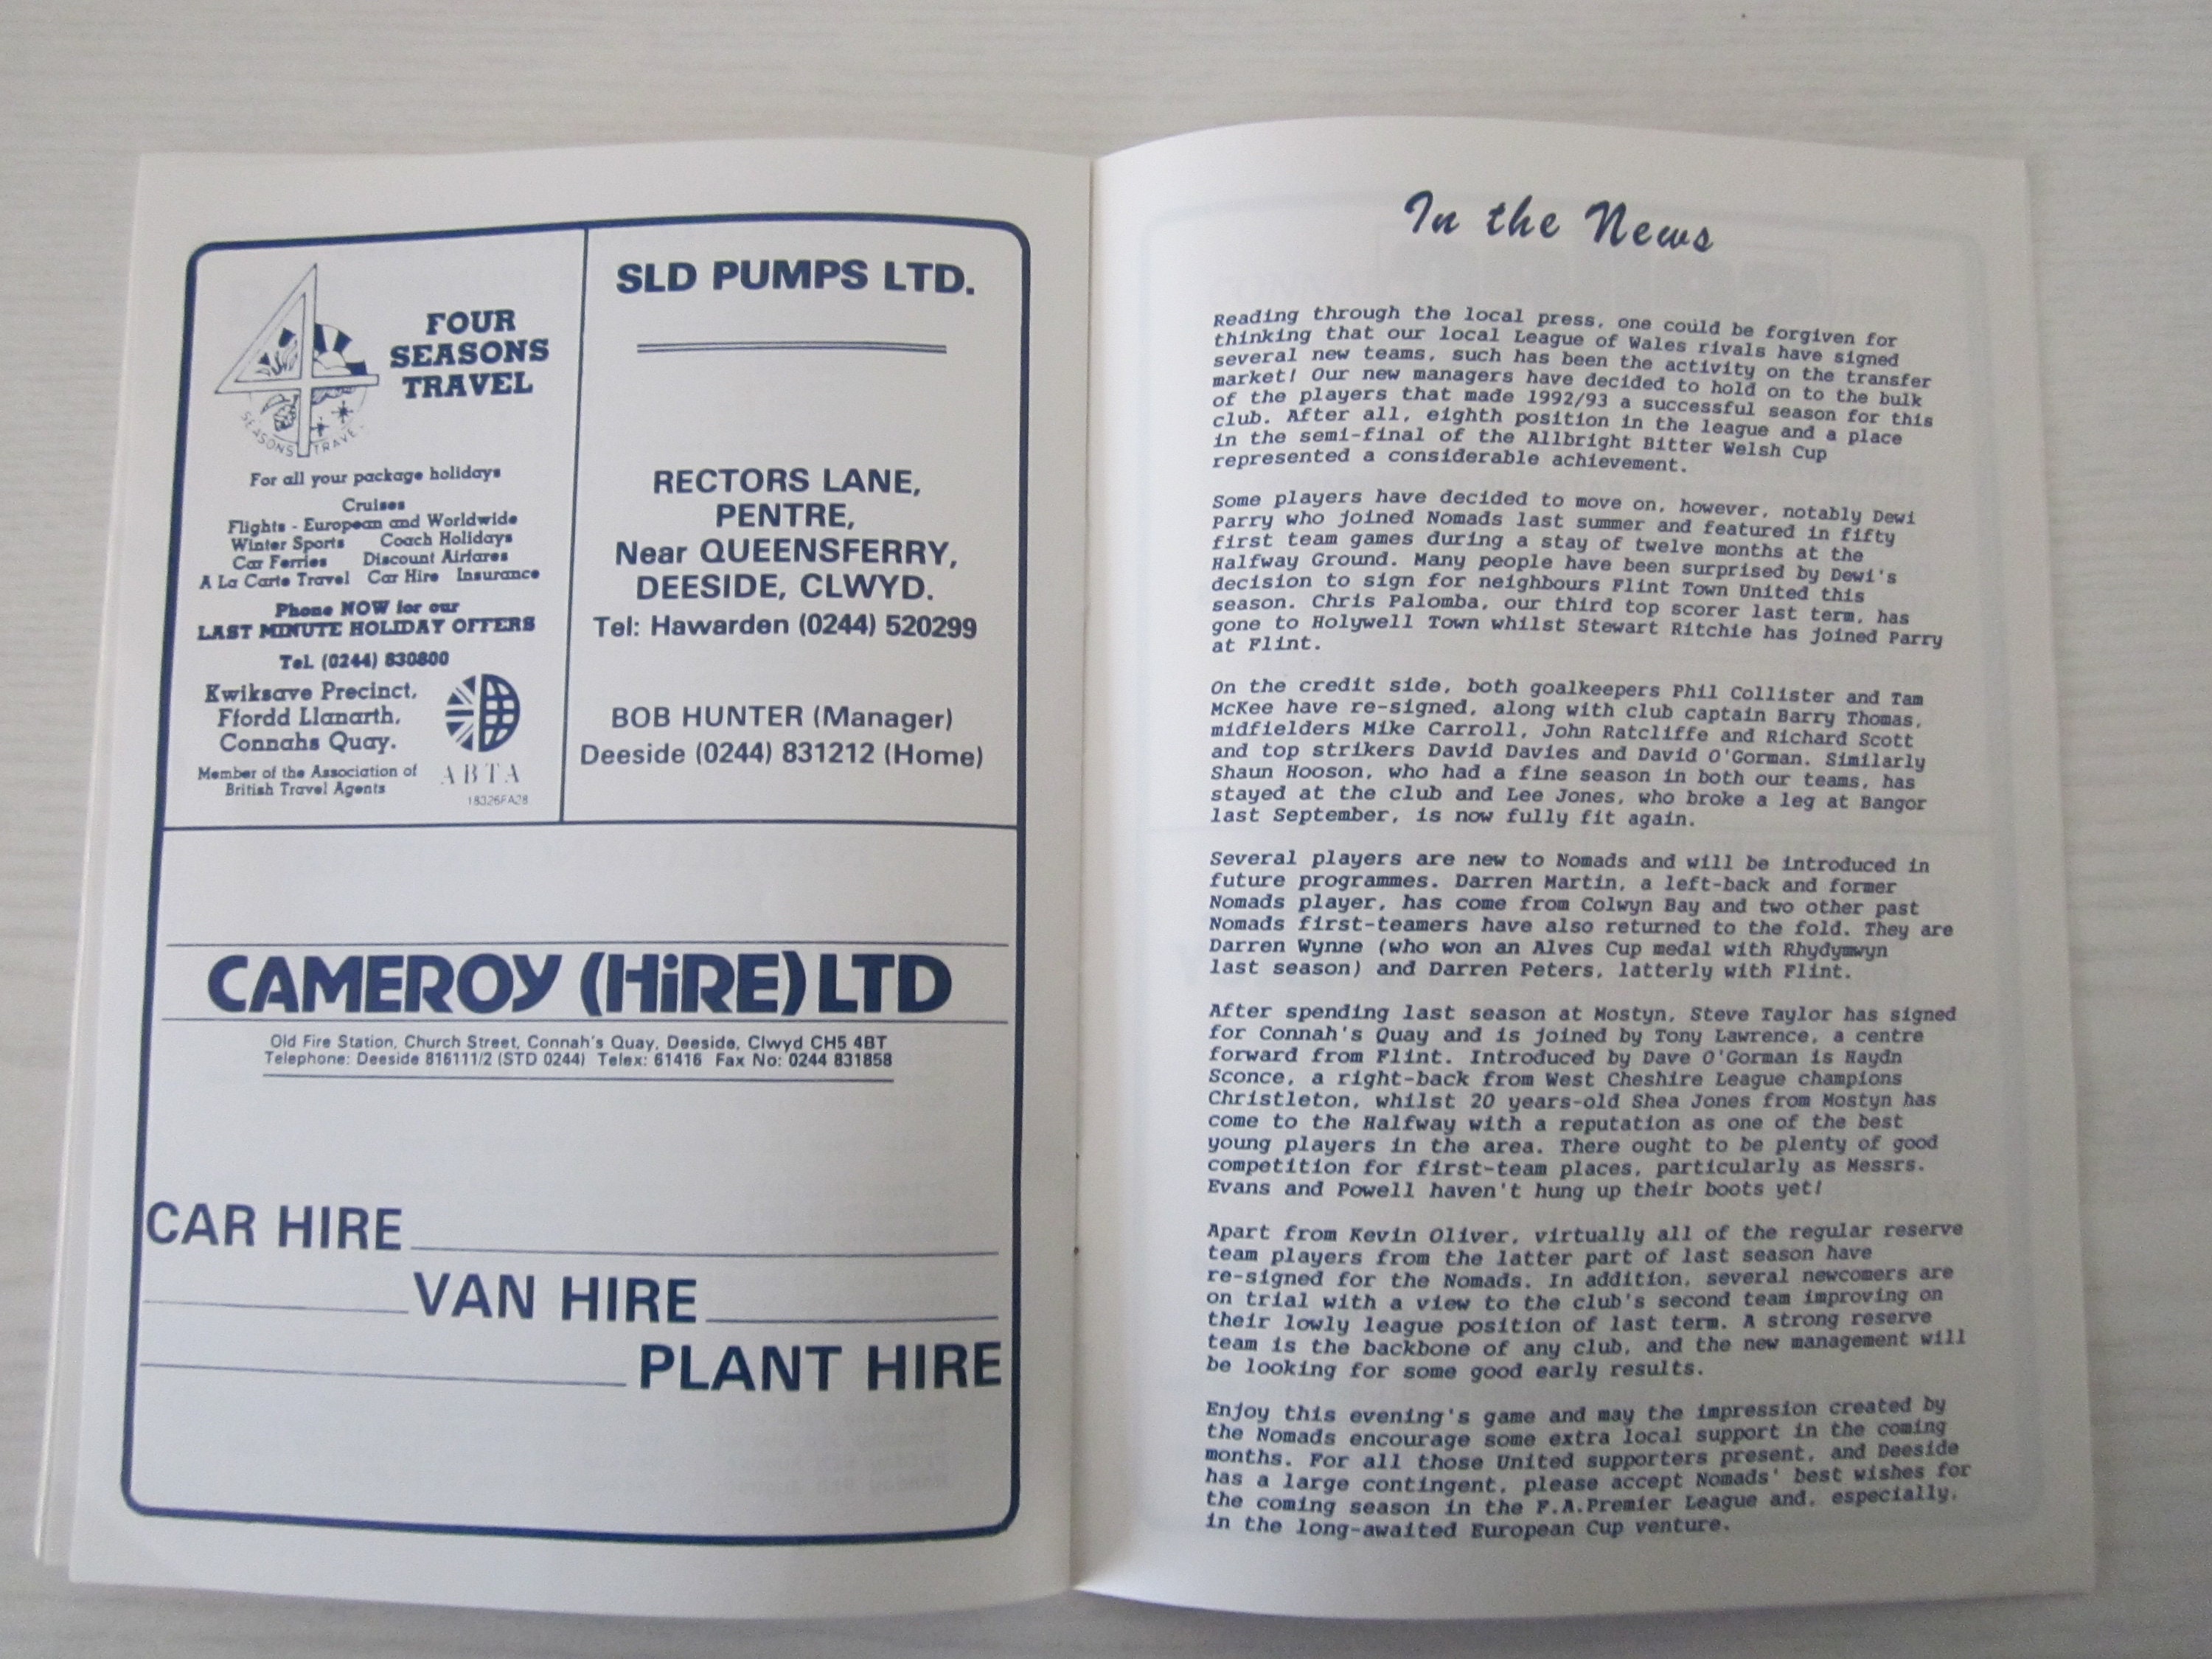 FOUR
SEASONS
TRAVEL
SEASONS TRAVEL
For all your package holidays
Cruises
Flights - European and Worldwide
Winter Sports Coach Holidays
Car Ferries Discount Airfares
A La Carte Travel Car Hire Insurance
Phone NOW for our
LAST MINUTE HOLIDAY OFFERS
Tel. (0244) 830800
Kwiksave Precinct,
Ffordd Llanarth,
Connahs Quay.
Member of the Association of
British Travel Agents
ABTA
SLD PUMPS LTD.
RECTORS LANE,
PENTRE,
Near QUEENSFERRY,
DEESIDE, CLWYD.
Tel: Hawarden (0244) 520299
BOB HUNTER (Manager)
Deeside (0244) 831212 (Home)
CAMEROY (HiRE) LTD
Old Fire Station, Church Street, Connah's Quay, Deeside, Clwyd CH5 4BT
Telephone: Deeside 816111/2 (STD 0244) Telex: 61416 Fax No: 0244 831858
CAR HIRE
VAN HIRE
PLANT HIRE
In the News
Reading through the local press, one could be forgiven for
thinking that our local League of Wales rivals have signed
several new teams, such has been the activity on the transfer
market! Our new managers have decided to hold on to the bulk
of the players that made 1992/93 a successful season for this
club. After all, eighth position in the league and a place
in the semi-final of the Allbright Bitter Welsh Cup
represented a considerable achievement.
Some players have decided to move on, however, notably Dewi
Parry who joined Nomads last summer and featured in fifty
first team games during a stay of twelve months at the
Halfway Ground. Many people have been surprised by Dewi's
decision to sign for neighbours Flint Town United this
season. Chris Palomba, our third top scorer last term, has
gone to Holywell Town whilst Stewart Ritchie has joined Parry
at Flint.
On the credit side, both goalkeepers Phil Collister and Tam
McKee have re-signed, along with club captain Barry Thomas,
midfielders Mike Carroll, John Ratcliffe and Richard Scott
and top strikers David Davies and David O'Gorman. Similarly
Shaun Hooson, who had a fine season in both our teams, has
stayed at the club and Lee Jones, who broke a leg at Bangor
last September, is now fully fit again.
Several players are new to Nomads and will be introduced in
future programmes. Darren Martin, a left-back and former
Nomads player, has come from Colwyn Bay and two other past
Nomads first-teamers have also returned to the fold. They are
Darren Wynne (who won an Alves Cup medal with Rhydymwyn
last season) and Darren Peters, latterly with Flint.
After spending last season at Mostyn, Steve Taylor has signed
for Connah's Quay and is joined by Tony Lawrence, a centre
forward from Flint. Introduced by Dave O'Gorman is Haydn
Sconce, a right-back from West Cheshire League champions
Christleton, whilst 20 years-old Shea Jones from Mostyn has
come to the Halfway with a reputation as one of the best
young players in the area. There ought to be plenty of good
competition for first-team places, particularly as Messrs.
Evans and Powell haven't hung up their boots yet!
Apart from Kevin Oliver, virtually all of the regular reserve
team players from the latter part of last season have
re-signed for the Nomads. In addition, several newcomers are
on trial with a view to the club's second team improving on
their lowly league position of last term. A strong reserve
team is the backbone of any club, and the new management will
be looking for some good early results.
Enjoy this evening's game and may the impression created by
the Nomads encourage some extra local support in the coming
months. For all those United supporters present, and Deeside
has a large contingent, please accept Nomads' best wishes for
the coming season in the F.A.Premier League and, especially,
in the long-awaited European Cup venture.